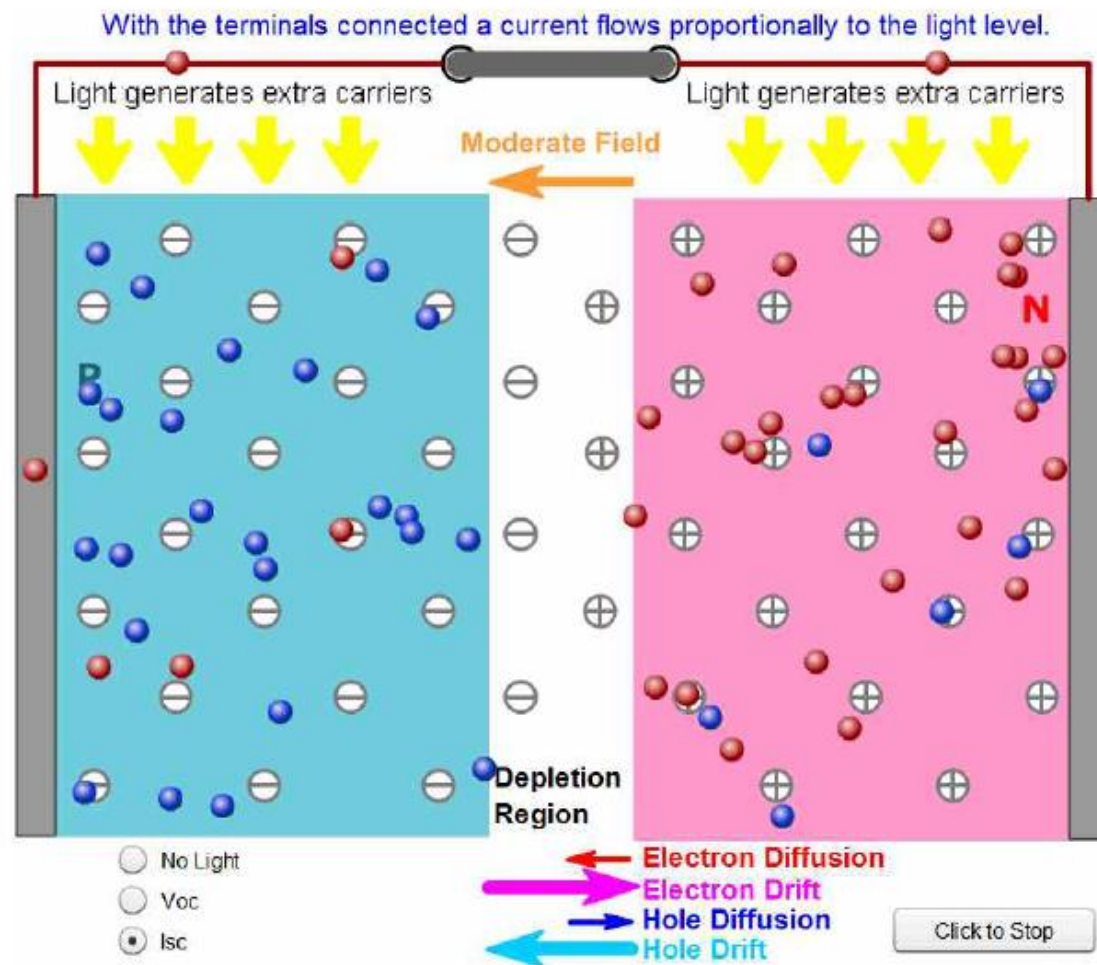 With the terminals connected a current flows proportionally to the light level.
Light generates extra carriers
Light generates extra carriers
Moderate Field
N
P
Depletion
Region
No Light
Voc
Isc
Electron Diffusion
Electron Drift
Hole Diffusion
Hole Drift
Click to Stop